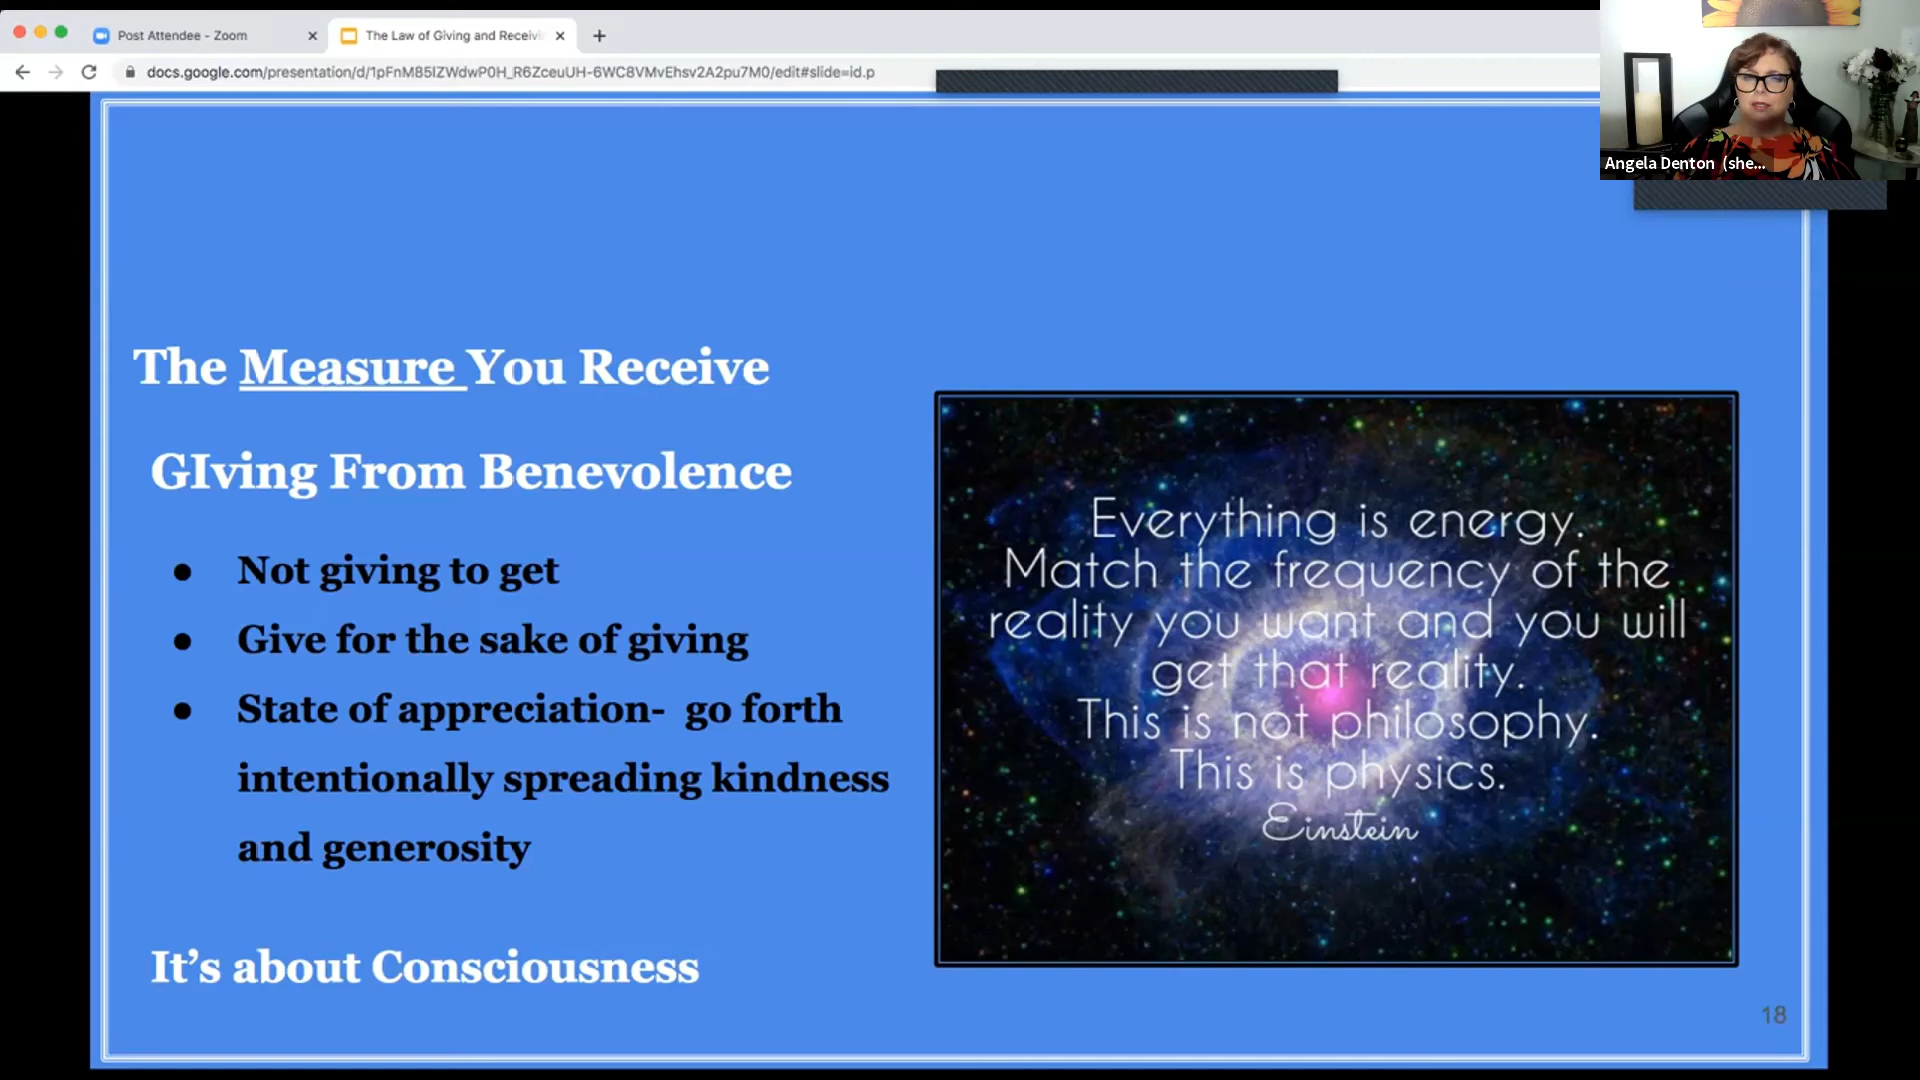 Post Attendee - Zoom
The Law of Giving and Receivi
docs.google.com/presentation/d/1pFnM85IZWdwP0H_R6ZceuUH-6WC8VMvEhsv2A2pu7M0/edit#slide=id.p
Angela Denton (she...
The Measure You Receive
GIving From Benevolence
● Not giving to get
● Give for the sake of giving
● State of appreciation- go forth
intentionally spreading kindness
and generosity
It’s about Consciousness
Everything is energy.
Match the frequency of the
reality you want and you will
get that reality.
This is not philosophy.
This is physics.
Einstein
18